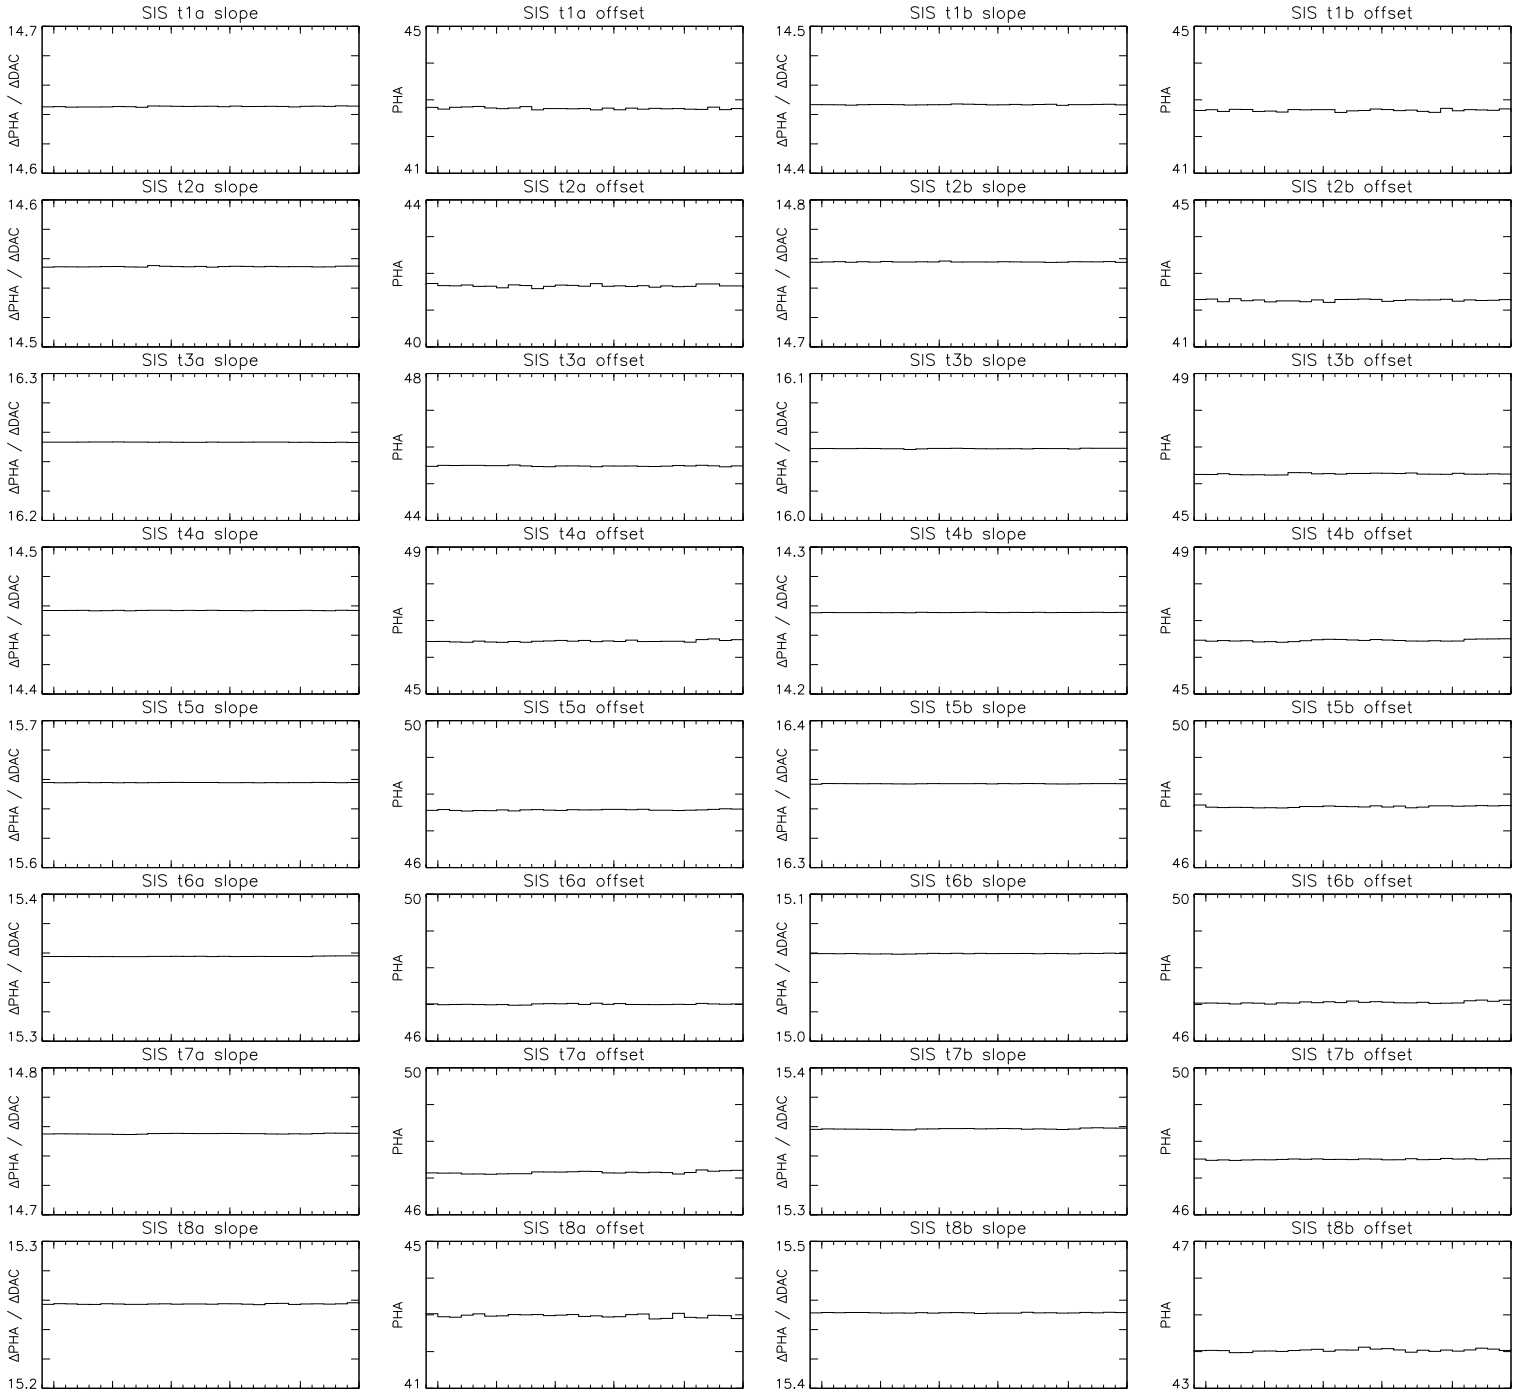 SIS t1a slope
14.7
ΔPHA / ΔDAC
14.6
SIS t1a offset
45
PHA
41
SIS t1b slope
14.5
ΔPHA / ΔDAC
14.4
SIS t1b offset
45
PHA
41
SIS t2a slope
14.6
ΔPHA / ΔDAC
14.5
SIS t2a offset
44
PHA
40
SIS t2b slope
14.8
ΔPHA / ΔDAC
14.7
SIS t2b offset
45
PHA
41
SIS t3a slope
16.3
ΔPHA / ΔDAC
16.2
SIS t3a offset
48
PHA
44
SIS t3b slope
16.1
ΔPHA / ΔDAC
16.0
SIS t3b offset
49
PHA
45
SIS t4a slope
14.5
ΔPHA / ΔDAC
14.4
SIS t4a offset
49
PHA
45
SIS t4b slope
14.3
ΔPHA / ΔDAC
14.2
SIS t4b offset
49
PHA
45
SIS t5a slope
15.7
ΔPHA / ΔDAC
15.6
SIS t5a offset
50
PHA
46
SIS t5b slope
16.4
ΔPHA / ΔDAC
16.3
SIS t5b offset
50
PHA
46
SIS t6a slope
15.4
ΔPHA / ΔDAC
15.3
SIS t6a offset
50
PHA
46
SIS t6b slope
15.1
ΔPHA / ΔDAC
15.0
SIS t6b offset
50
PHA
46
SIS t7a slope
14.8
ΔPHA / ΔDAC
14.7
SIS t7a offset
50
PHA
46
SIS t7b slope
15.4
ΔPHA / ΔDAC
15.3
SIS t7b offset
50
PHA
46
SIS t8a slope
15.3
ΔPHA / ΔDAC
15.2
SIS t8a offset
45
PHA
41
SIS t8b slope
15.5
ΔPHA / ΔDAC
15.4
SIS t8b offset
47
PHA
43